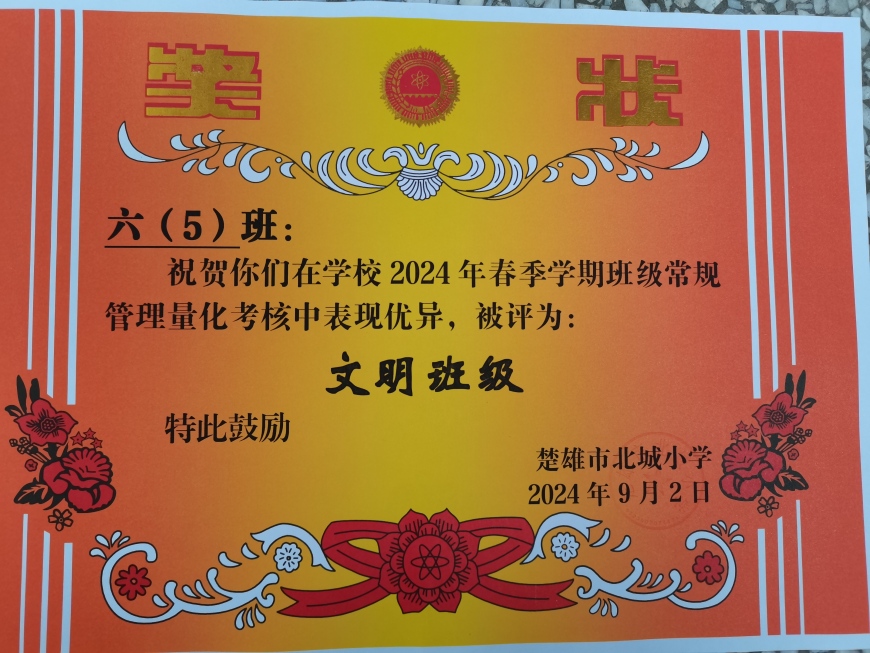 奖 状
六（5）班：
祝贺你们在学校 2024 年春季学期班级常规
管理量化考核中表现优异，被评为：
文明班级
特此鼓励
楚雄市北城小学
2024 年 9 月 2 日